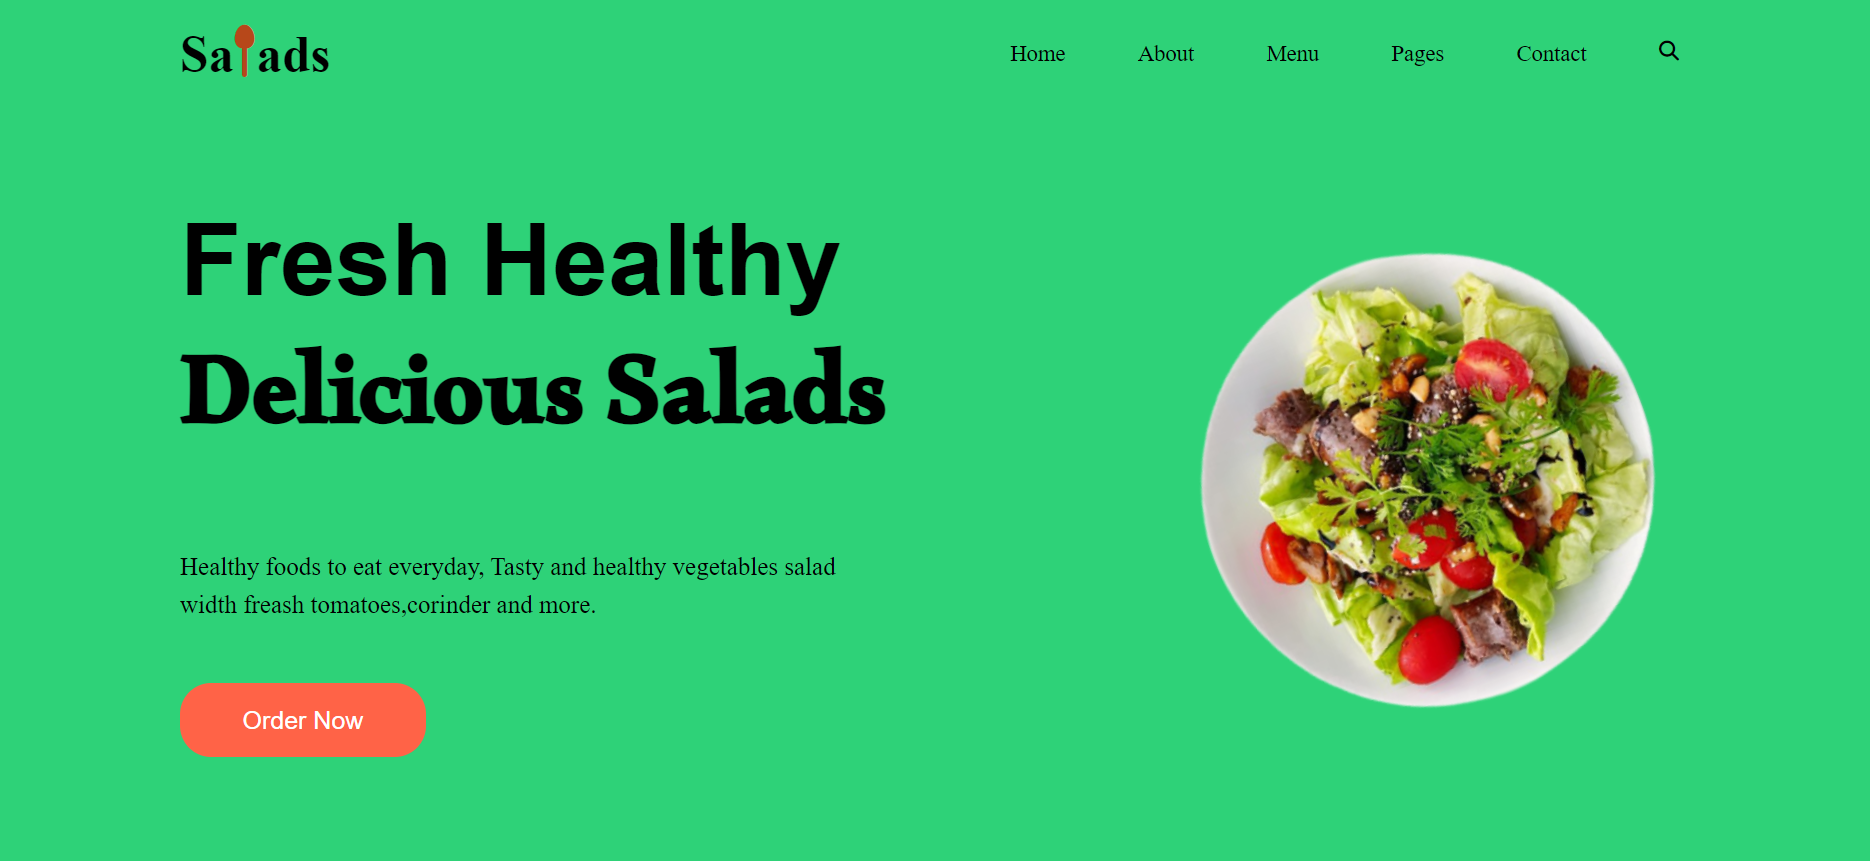 Salads
Home About Menu Pages Contact
Fresh Healthy
Delicious Salads
Healthy foods to eat everyday, Tasty and healthy vegetables salad
width freash tomatoes,corinder and more.
Order Now